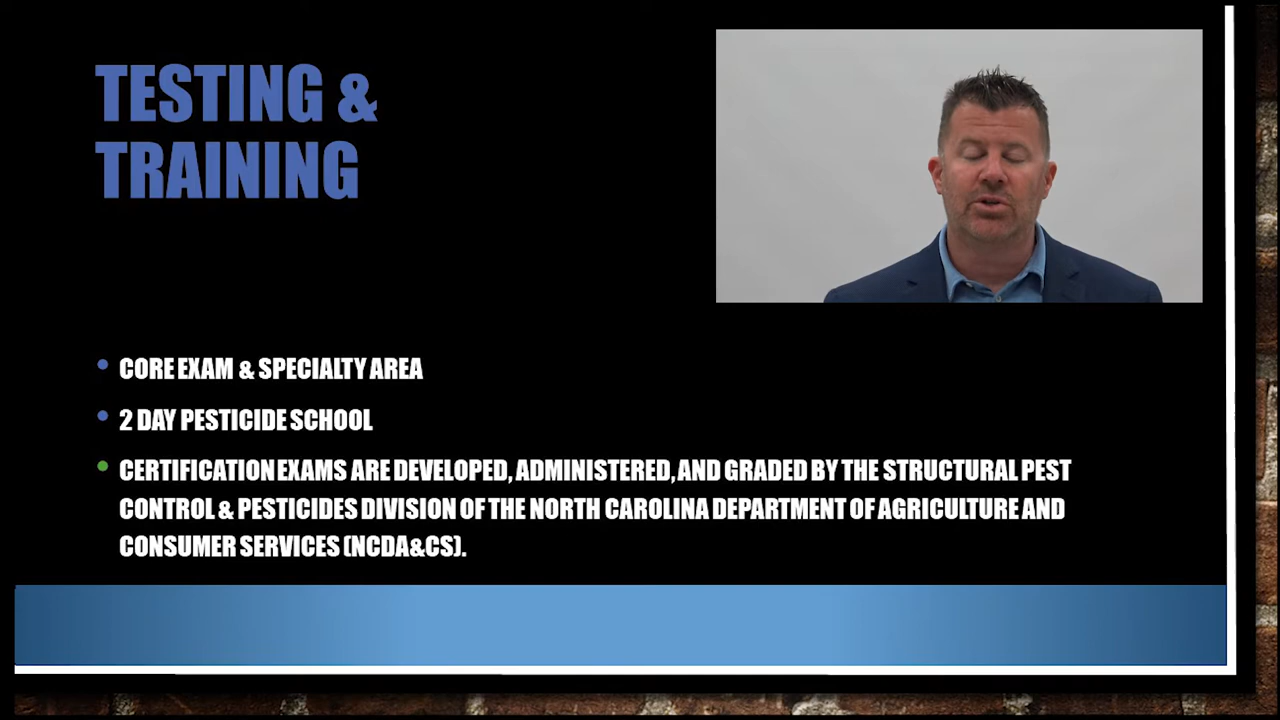 TESTING &
TRAINING
CORE EXAM & SPECIALTY AREA
2 DAY PESTICIDE SCHOOL
CERTIFICATION EXAMS ARE DEVELOPED, ADMINISTERED, AND GRADED BY THE STRUCTURAL PEST
CONTROL & PESTICIDES DIVISION OF THE NORTH CAROLINA DEPARTMENT OF AGRICULTURE AND
CONSUMER SERVICES (NCDA&CS).